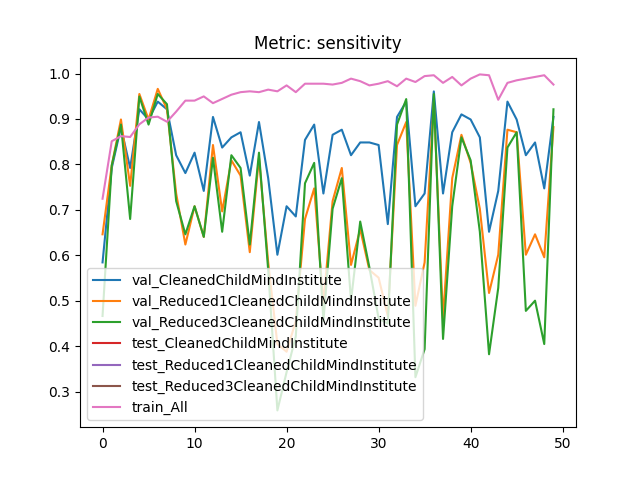 Metric: sensitivity
1.0
0.9
0.8
0.7
0.6
0.5
0.4
0.3
val_CleanedChildMindInstitute
val_Reduced1CleanedChildMindInstitute
val_Reduced3CleanedChildMindInstitute
test_CleanedChildMindInstitute
test_Reduced1CleanedChildMindInstitute
test_Reduced3CleanedChildMindInstitute
train_All
0 10 20 30 40 50